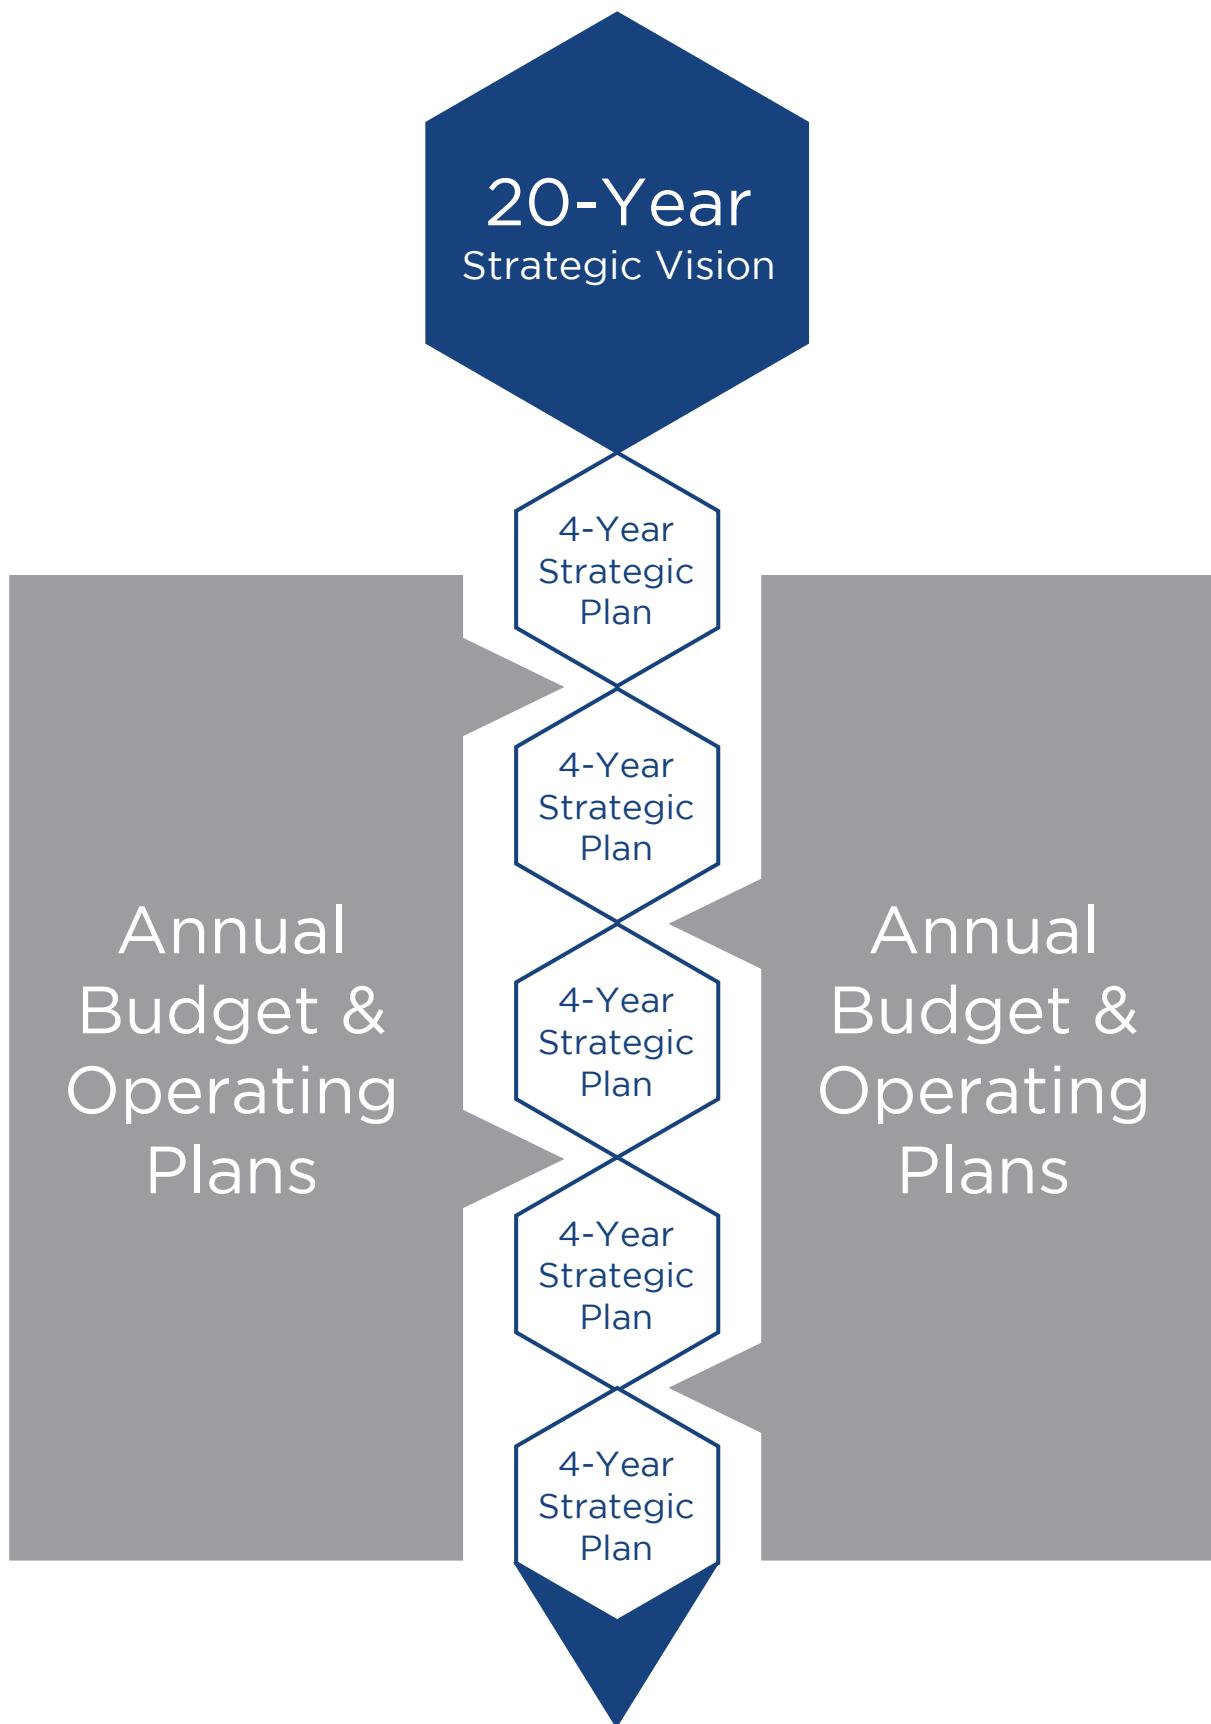 20-Year
Strategic Vision
4-Year
Strategic
Plan
4-Year
Strategic
Plan
4-Year
Strategic
Plan
4-Year
Strategic
Plan
4-Year
Strategic
Plan
Annual
Budget &
Operating
Plans
Annual
Budget &
Operating
Plans